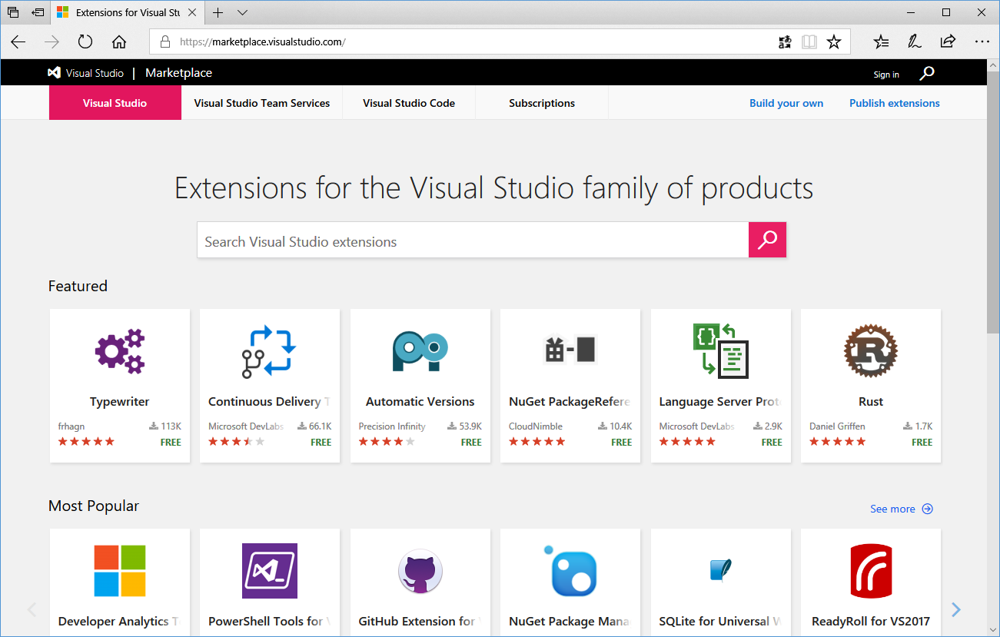 Extensions for Visual Stu
https://marketplace.visualstudio.com/
Visual Studio | Marketplace
Sign in
Visual Studio
Visual Studio Team Services
Visual Studio Code
Subscriptions
Build your own
Publish extensions
Extensions for the Visual Studio family of products
Search Visual Studio extensions
Featured
Typewriter
frhagn 113K
FREE
Continuous Delivery T
Microsoft DevLabs 66.1K
FREE
Automatic Versions
Precision Infinity 53.9K
FREE
NuGet PackageRefere
CloudNimble 10.4K
FREE
Language Server Proto
Microsoft DevLabs 2.9K
FREE
Rust
Daniel Griffen 1.7K
FREE
Most Popular
See more
Developer Analytics T
PowerShell Tools for V
GitHub Extension for V
NuGet Package Mana
SQLite for Universal W
ReadyRoll for VS2017